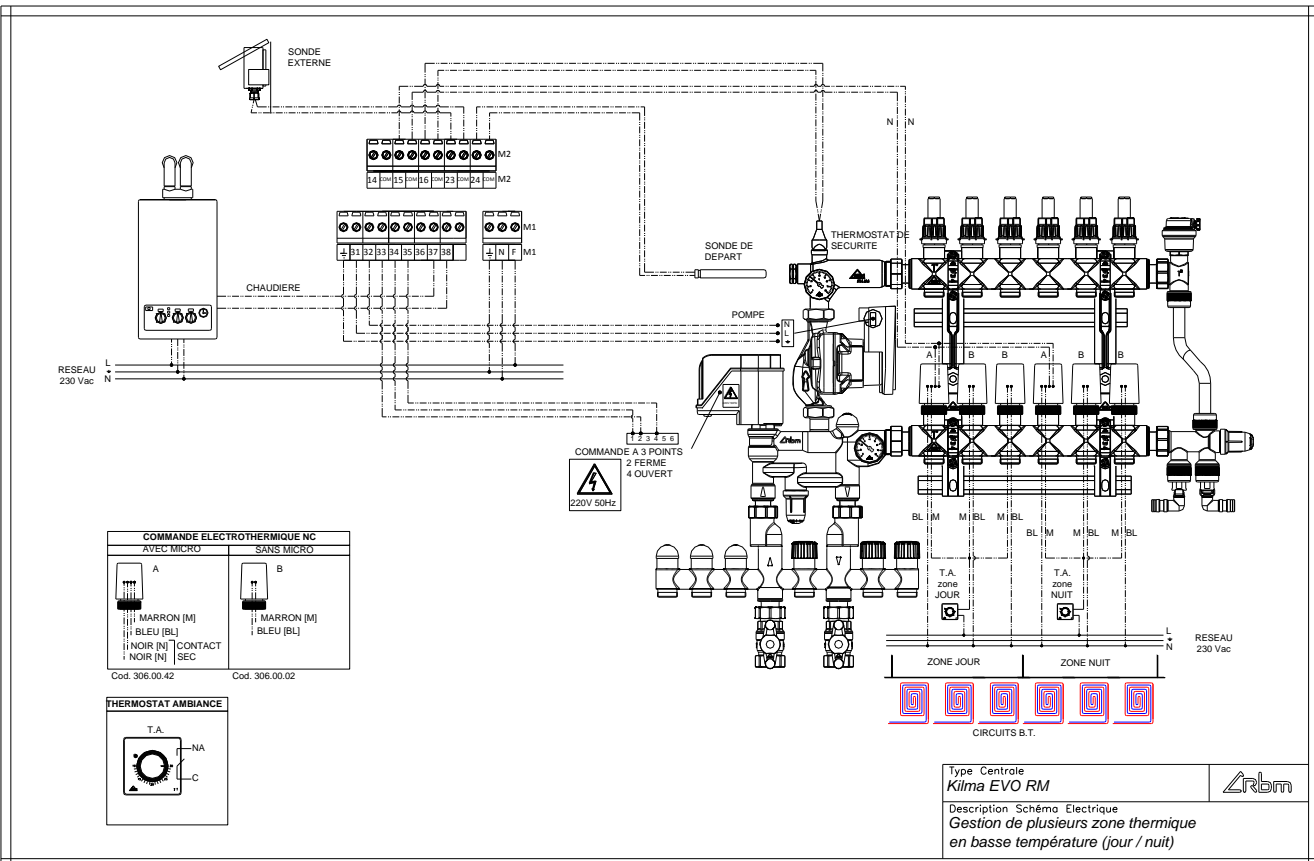 SONDE
EXTERNE
N N
M2
14 COM 15 COM 16 COM 23 COM 24 COM M2
M1
31 32 33 34 35 36 37 38 N F M1
THERMOSTAT DE
SECURITE
SONDE DE
DEPART
CHAUDIERE
POMPE
N
L
A B B A B B
L
RESEAU
230 Vac N
rbm
1 2 3 4 5 6
COMMANDE A 3 POINTS
2 FERME
4 OUVERT
220V 50Hz
BL M M BL M BL BL M M BL M BL
T.A.
zone
JOUR
T.A.
zone
NUIT
L
N
RESEAU
230 Vac
ZONE JOUR ZONE NUIT
CIRCUITS B.T.
COMMANDE ELECTROTHERMIQUE NC
AVEC MICRO SANS MICRO
A B
MARRON [M] MARRON [M]
BLEU [BL] BLEU [BL]
NOIR [N] CONTACT
NOIR [N] SEC
Cod. 306.00.42 Cod. 306.00.02
THERMOSTAT AMBIANCE
T.A.
NA
C
Type Centrale
Kilma EVO RM
rbm
Description Schéma Electrique
Gestion de plusieurs zone thermique
en basse température (jour / nuit)